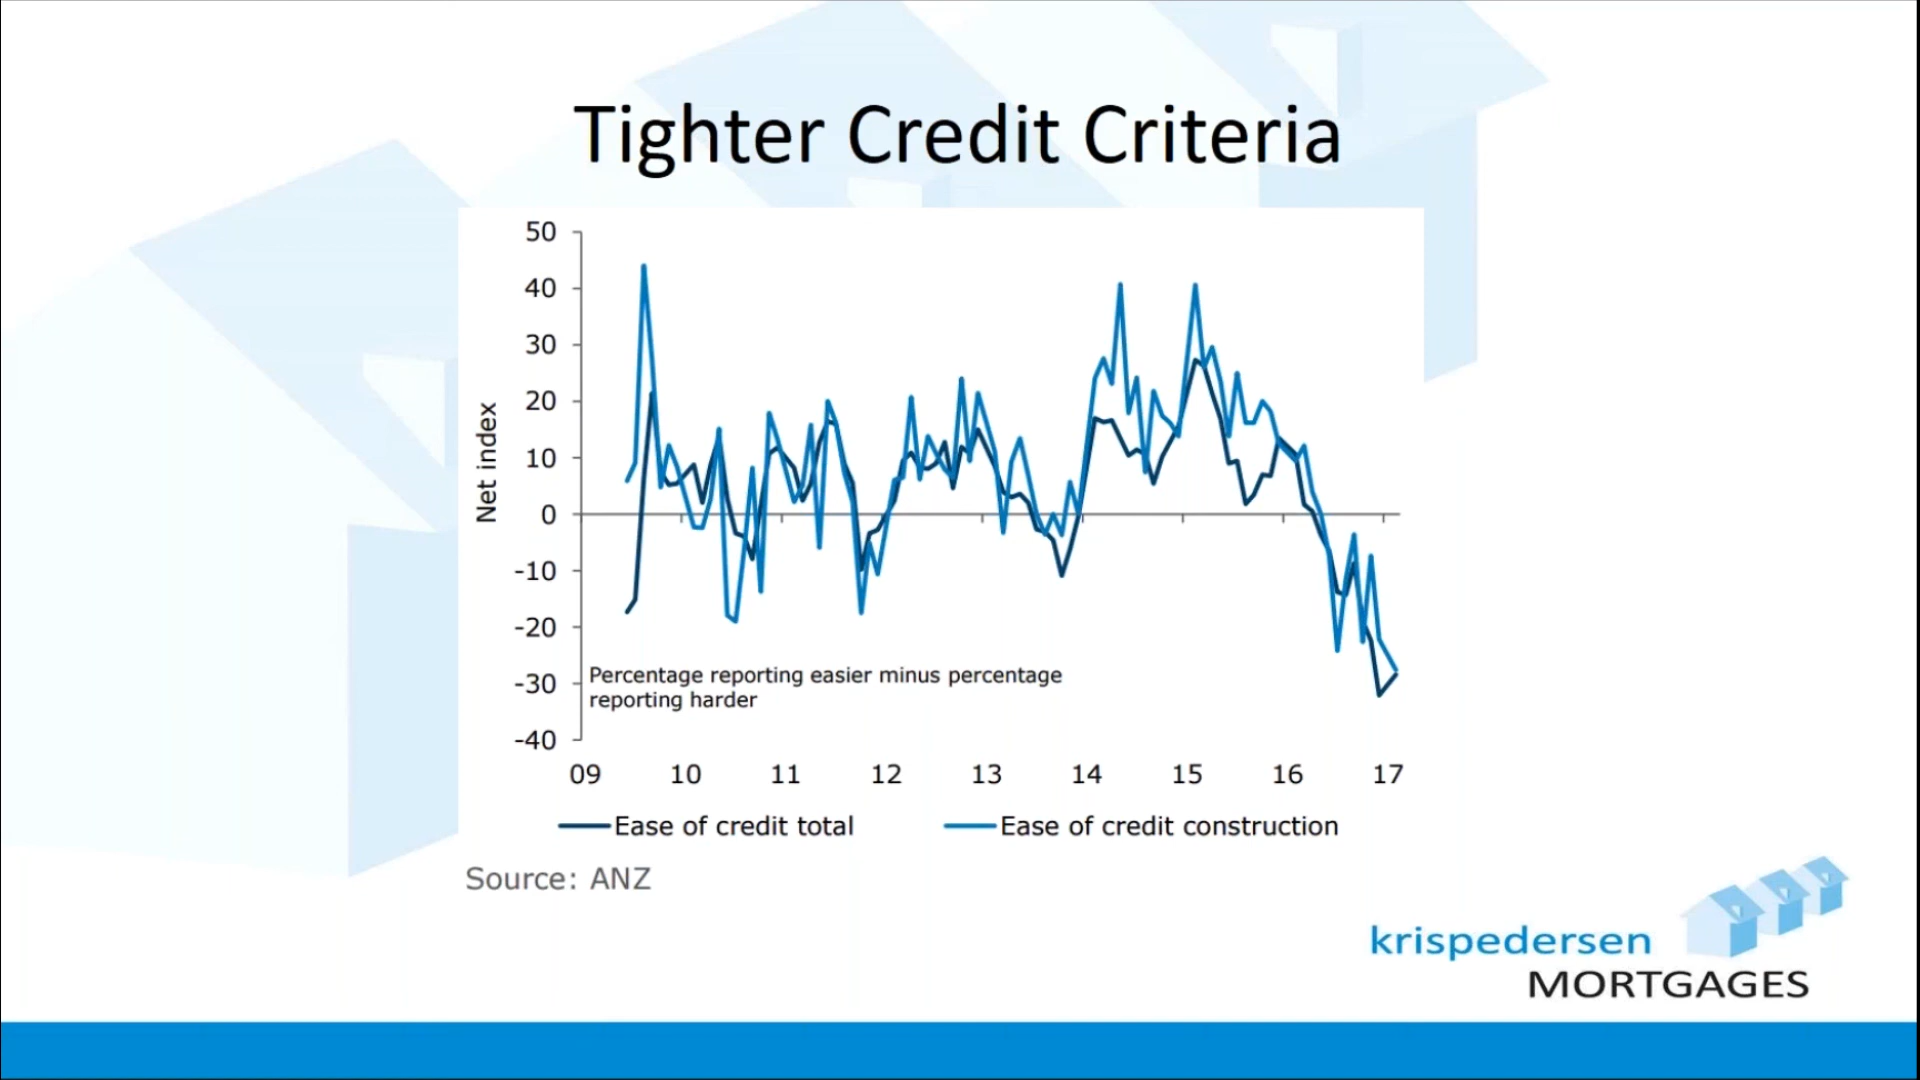 Tighter Credit Criteria
50
40
30
20
10
0
-10
-20
-30
-40
Net index
Percentage reporting easier minus percentage
reporting harder
09 10 11 12 13 14 15 16 17
Ease of credit total Ease of credit construction
Source: ANZ
krispedersen
MORTGAGES